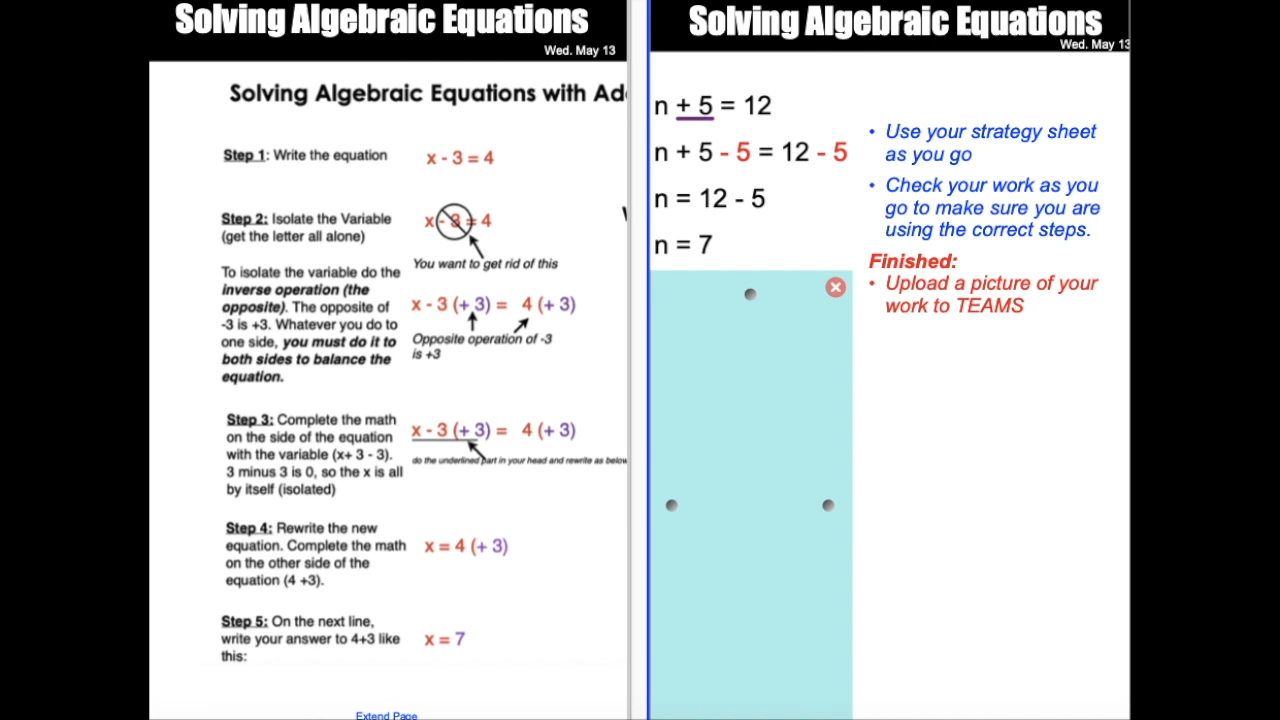 Solving Algebraic Equations
Wed. May 13
Solving Algebraic Equations with
Step 1: Write the equation
x - 3 = 4
Step 2: Isolate the Variable
(get the letter all alone)
x - 3 = 4
You want to get rid of this
To isolate the variable do the
inverse operation (the
opposite). The opposite of
-3 is +3. Whatever you do to
one side, you must do it to
both sides to balance the
equation.
x - 3 (+ 3) = 4 (+ 3)
Opposite operation of -3
is +3
Step 3: Complete the math
on the side of the equation
with the variable (x+ 3 - 3).
3 minus 3 is 0, so the x is all
by itself (isolated)
x - 3 (+ 3) = 4 (+ 3)
do the underlined part in your head and rewrite as below
Step 4: Rewrite the new
equation. Complete the math
on the other side of the
equation (4 +3).
x = 4 (+ 3)
Step 5: On the next line,
write your answer to 4+3 like
this:
x = 7
Extend Page
Solving Algebraic Equations
Wed. May 13
n + 5 = 12
n + 5 - 5 = 12 - 5
n = 12 - 5
n = 7
• Use your strategy sheet
as you go
• Check your work as you
go to make sure you are
using the correct steps.
Finished:
• Upload a picture of your
work to TEAMS